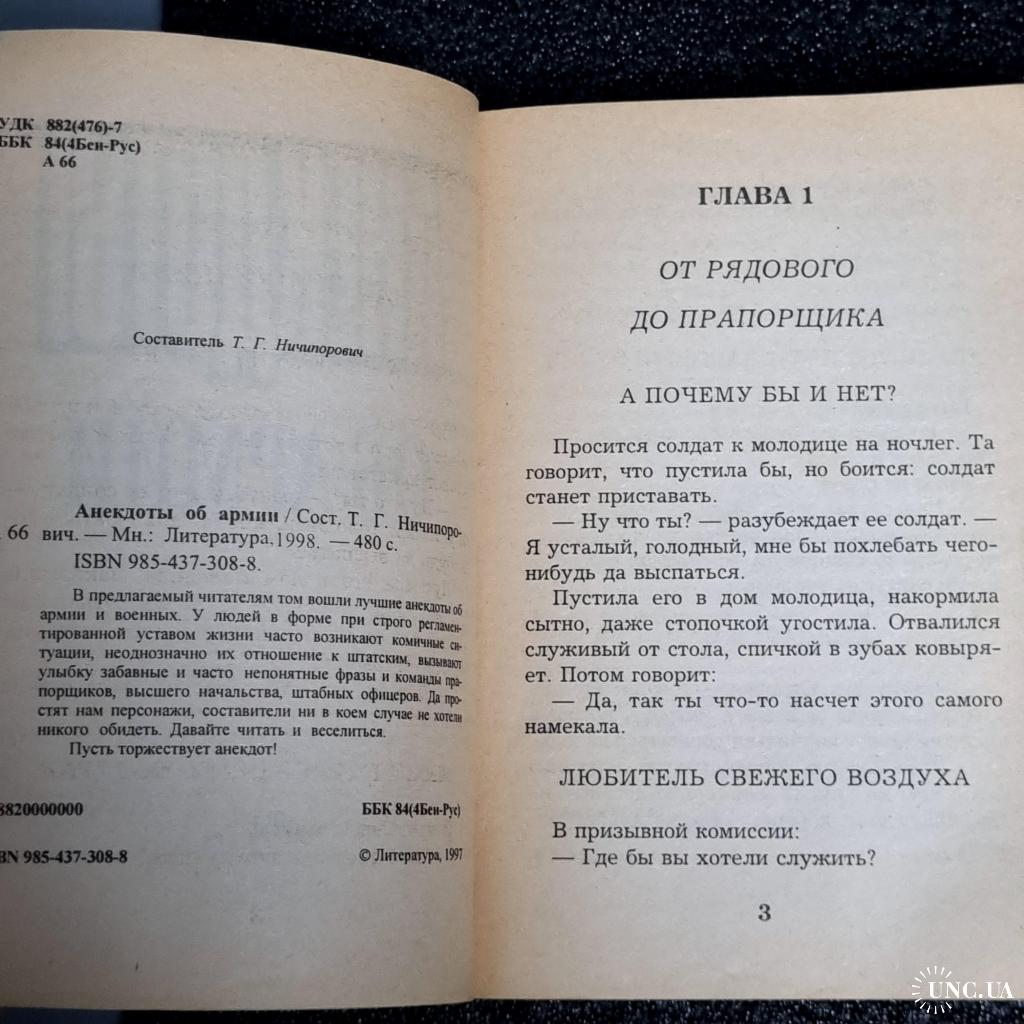 УДК 882(476)-7
ББК 84(4Беи-Рус)
А 66
Составитель Т. Г. Ничипорович
Анекдоты об армии / Сост. Т. Г. Ничипоро-
66 вич. — Мн.: Литература, 1998. — 480 с.
ISBN 985-437-308-8.
В предлагаемый читателям том вошли лучшие анекдоты об
армии и военных. У людей в форме при строго регламен-
тированной уставом жизни часто возникают комичные си-
туации, неоднозначно их отношение к штатским, вызывают
улыбку забавные и часто непонятные фразы и команды пра-
порщиков, высшего начальства, штабных офицеров. Да про-
стят нам персонажи, составители ни в коем случае не хотели
никого обидеть. Давайте читать и веселиться.
Пусть торжествует анекдот!
8820000000
ББК 84(4Беи-Рус)
BN 985-437-308-8
© Литература, 1997
ГЛАВА 1
ОТ РЯДОВОГО
ДО ПРАПОРЩИКА
А ПОЧЕМУ БЫ И НЕТ?
Просится солдат к молодице на ночлег. Та
говорит, что пустила бы, но боится: солдат
станет приставать.
— Ну что ты? — разубеждает ее солдат. —
Я усталый, голодный, мне бы похлебать чего-
нибудь да выспаться.
Пустила его в дом молодица, накормила
сытно, даже стопочкой угостила. Отвалился
служивый от стола, спичкой в зубах ковыря-
ет. Потом говорит:
— Да, так ты что-то насчет этого самого
намекала.
ЛЮБИТЕЛЬ СВЕЖЕГО ВОЗДУХА
В призывной комиссии:
— Где бы вы хотели служить?
3
UNC.UA